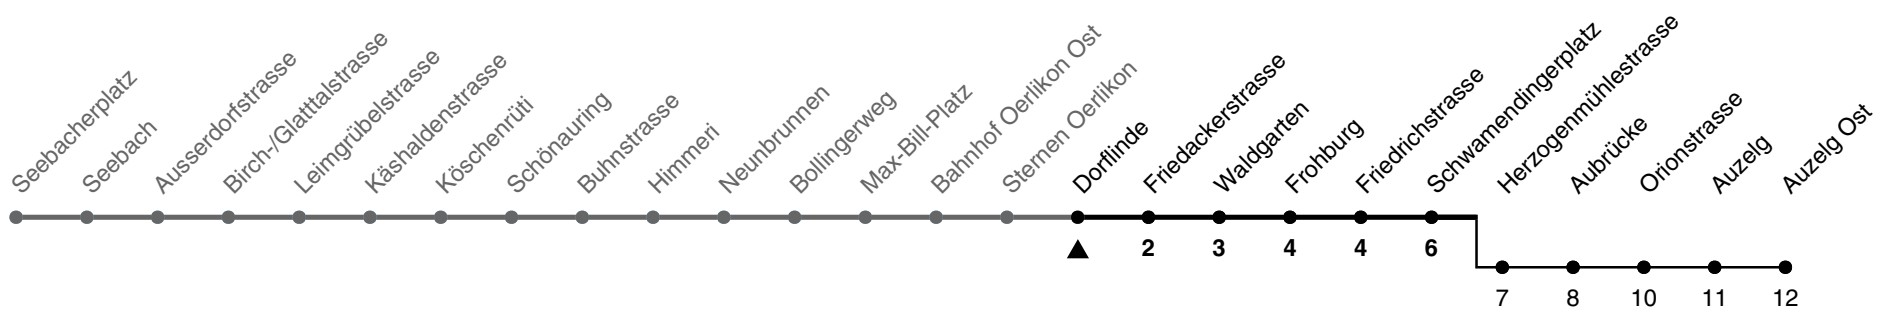 Seebacherplatz
Seebach
Ausserdorfstrasse
Birch-/Glatttalstrasse
Leimgrübelstrasse
Käshaldenstrasse
Köschenrüti
Schönauring
Buhnstrasse
Himmeri
Neunbrunnen
Bollingerweg
Max-Bill-Platz
Bahnhof Oerlikon Ost
Sternen Oerlikon
Dorflinde
Friedackerstrasse
Waldgarten
Frohburg
Friedrichstrasse
Schwamendingerplatz
Herzogenmühlestrasse
Aubrücke
Orionstrasse
Auzelg
Auzelg Ost
2 3 4 4 6
7 8 10 11 12